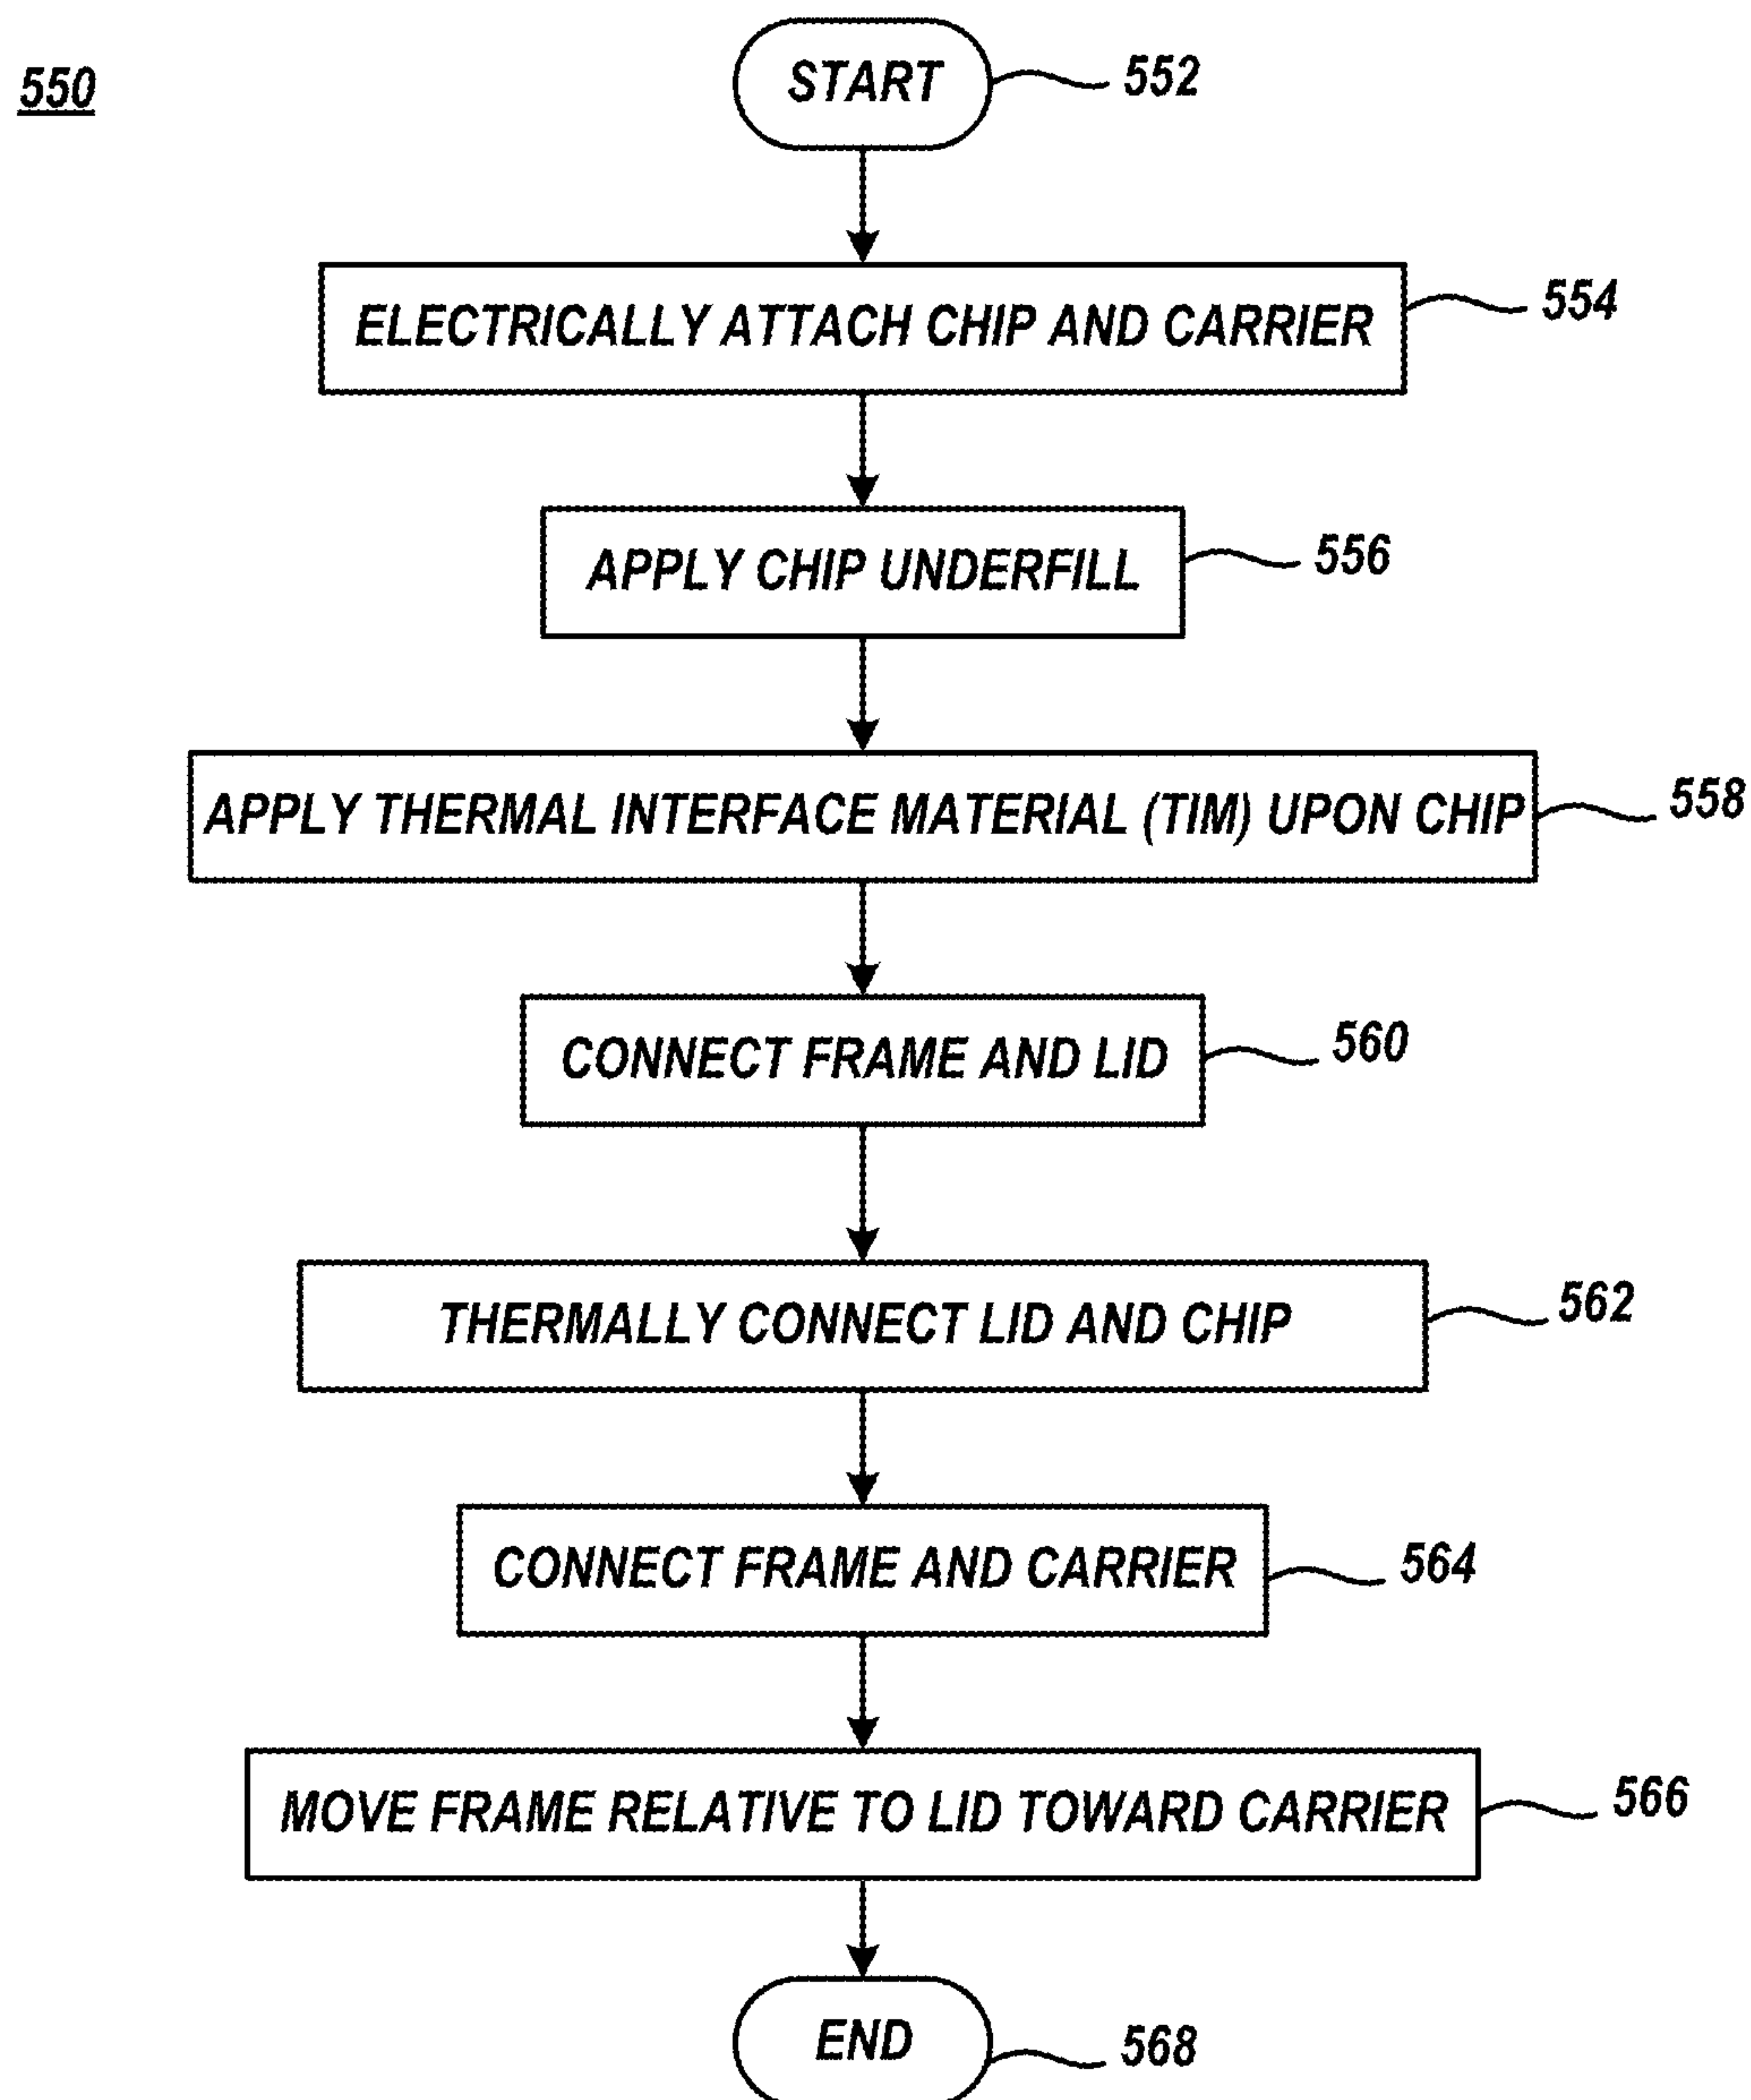 550
START 552
ELECTRICALLY ATTACH CHIP AND CARRIER 554
APPLY CHIP UNDERFILL 556
APPLY THERMAL INTERFACE MATERIAL (TIM) UPON CHIP 558
CONNECT FRAME AND LID 560
THERMALLY CONNECT LID AND CHIP 562
CONNECT FRAME AND CARRIER 564
MOVE FRAME RELATIVE TO LID TOWARD CARRIER 566
END 568